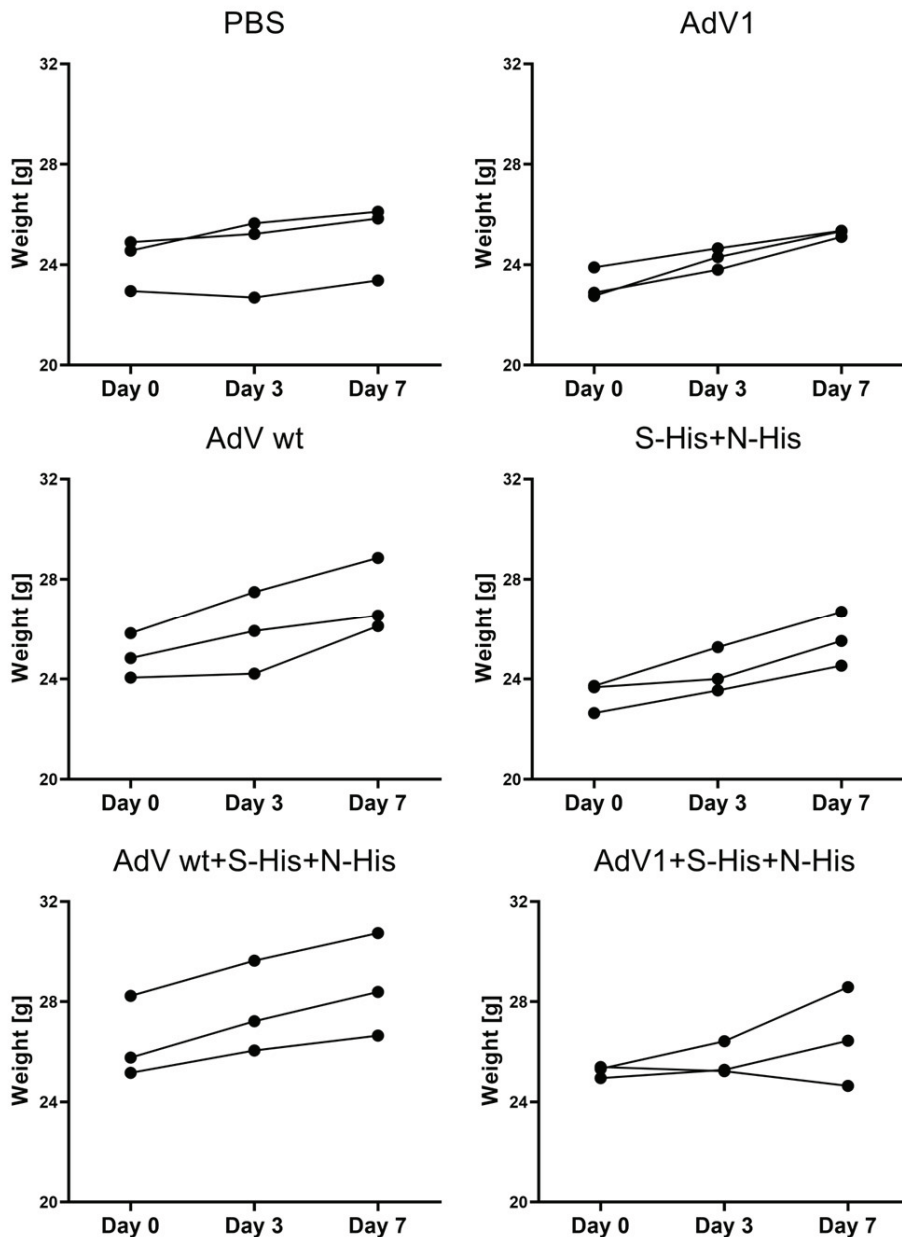 PBS
32
28
24
20
Weight [g]
Day 0 Day 3 Day 7
AdV1
32
28
24
20
Weight [g]
Day 0 Day 3 Day 7
AdV wt
32
28
24
20
Weight [g]
Day 0 Day 3 Day 7
S-His+N-His
32
28
24
20
Weight [g]
Day 0 Day 3 Day 7
AdV wt+S-His+N-His
32
28
24
20
Weight [g]
Day 0 Day 3 Day 7
AdV1+S-His+N-His
32
28
24
20
Weight [g]
Day 0 Day 3 Day 7